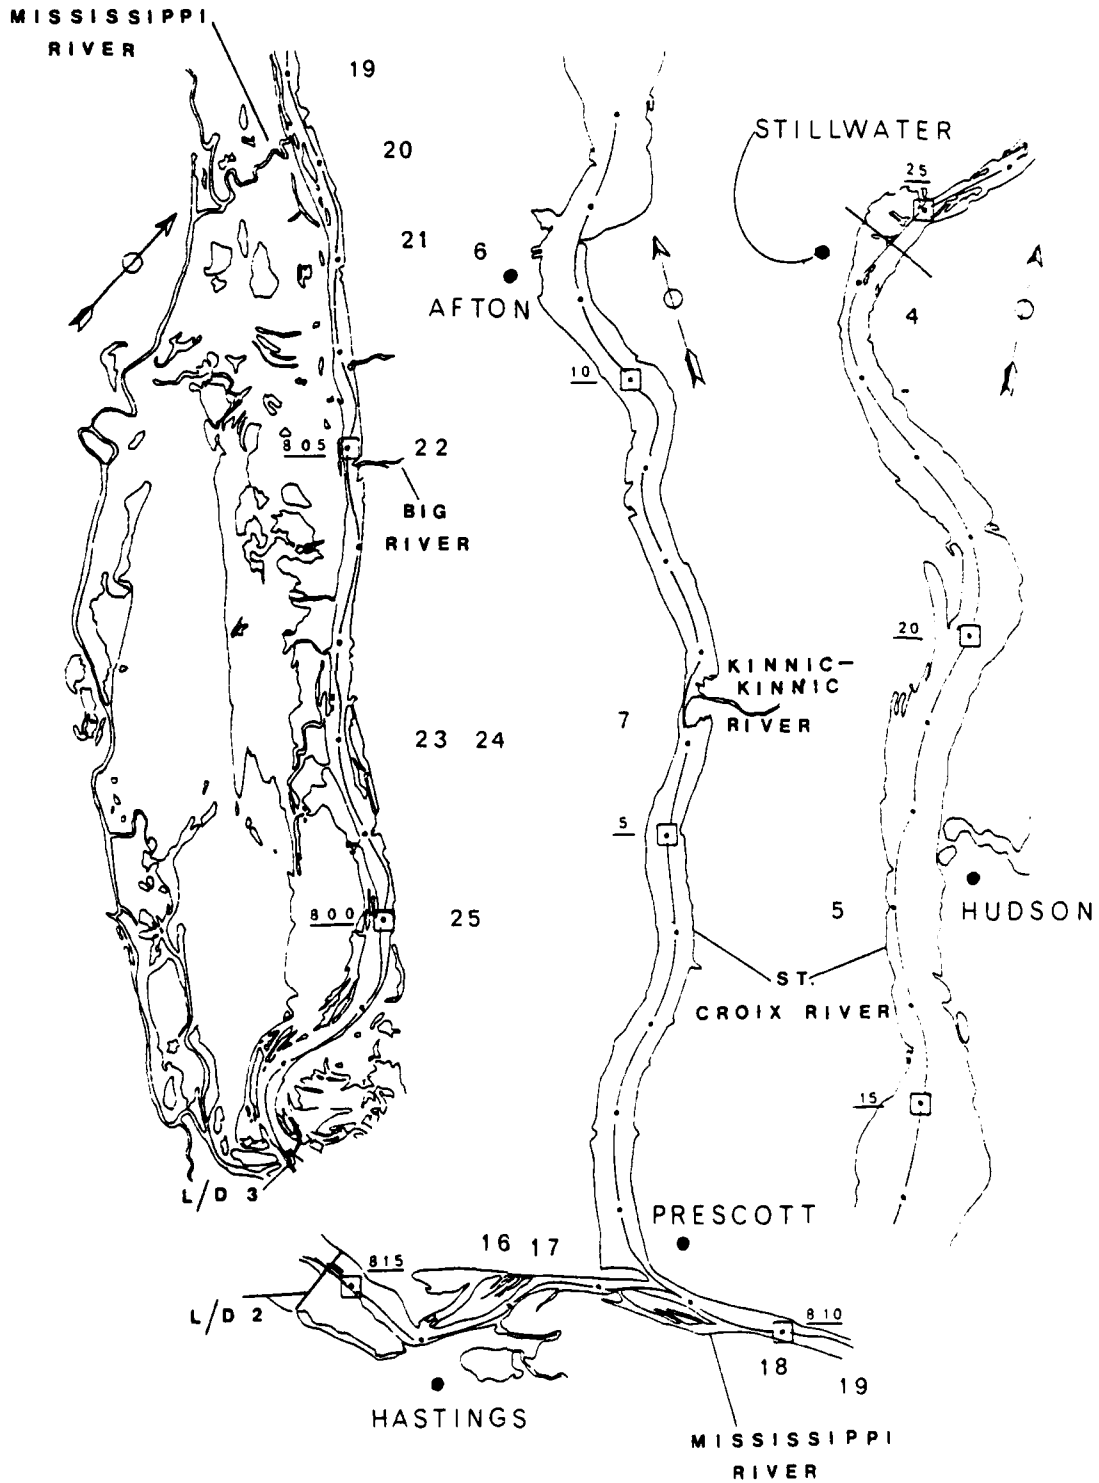 MISSISSIPPI
RIVER
19
20
21
805
22
BIG
RIVER
23 24
800
25
L/D 3
6
AFTON
10
KINNIC-
KINNIC
RIVER
7
5
ST.
CROIX RIVER
STILLWATER
25
4
20
5
HUDSON
15
PRESCOTT
16 17
815
L/D 2
810
18
19
HASTINGS
MISSISSIPPI
RIVER